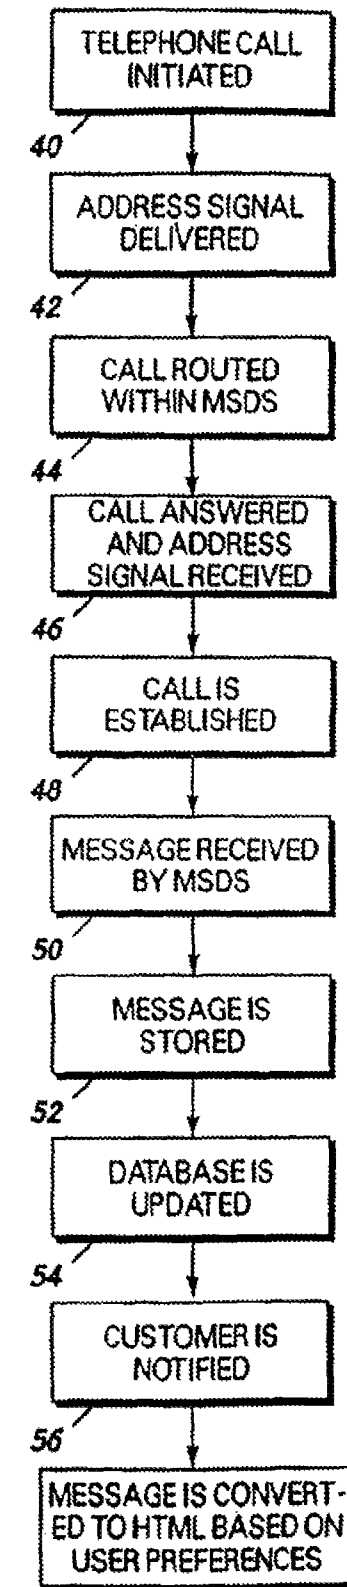 TELEPHONE CALL
INITIATED
40
ADDRESS SIGNAL
DELIVERED
42
CALL ROUTED
WITHIN MSDS
44
CALL ANSWERED
AND ADDRESS
SIGNAL RECEIVED
46
CALL IS
ESTABLISHED
48
MESSAGE RECEIVED
BY MSDS
50
MESSAGE IS
STORED
52
DATABASE IS
UPDATED
54
CUSTOMER IS
NOTIFIED
56
MESSAGE IS CONVERT-
ED TO HTML BASED ON
USER PREFERENCES